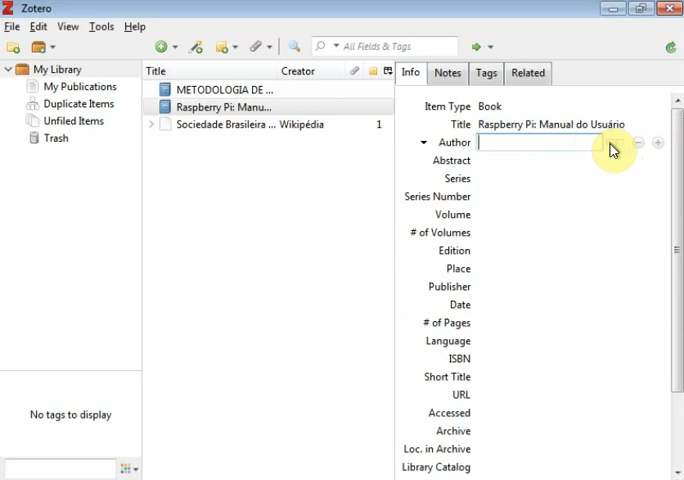 Zotero
File Edit View Tools Help
All Fields & Tags
My Library
My Publications
Duplicate Items
Unfiled Items
Trash
No tags to display
Title Creator
METODOLOGIA DE ...
Raspberry Pi: Manu...
Sociedade Brasileira ... Wikipédia 1
Info Notes Tags Related
Item Type Book
Title Raspberry Pi: Manual do Usuário
Author
Abstract
Series
Series Number
Volume
# of Volumes
Edition
Place
Publisher
Date
# of Pages
Language
ISBN
Short Title
URL
Accessed
Archive
Loc. in Archive
Library Catalog